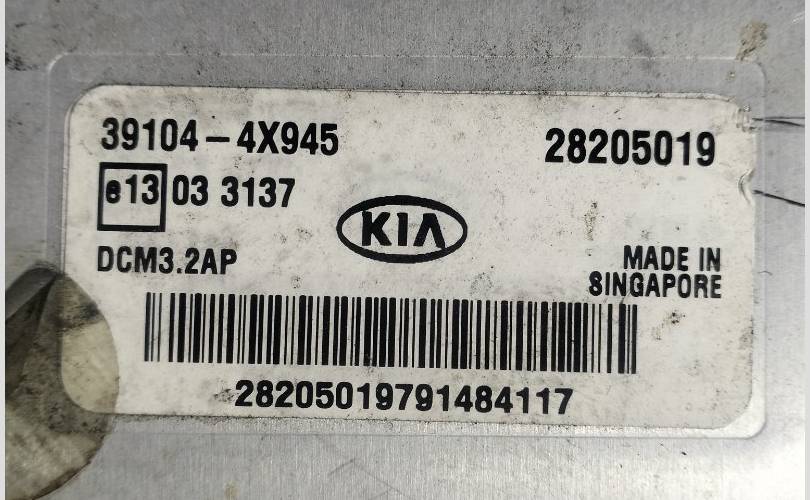 39104-4X945 28205019
e13 03 3137
KIA
DCM3.2AP
MADE IN
SINGAPORE
28205019791484117